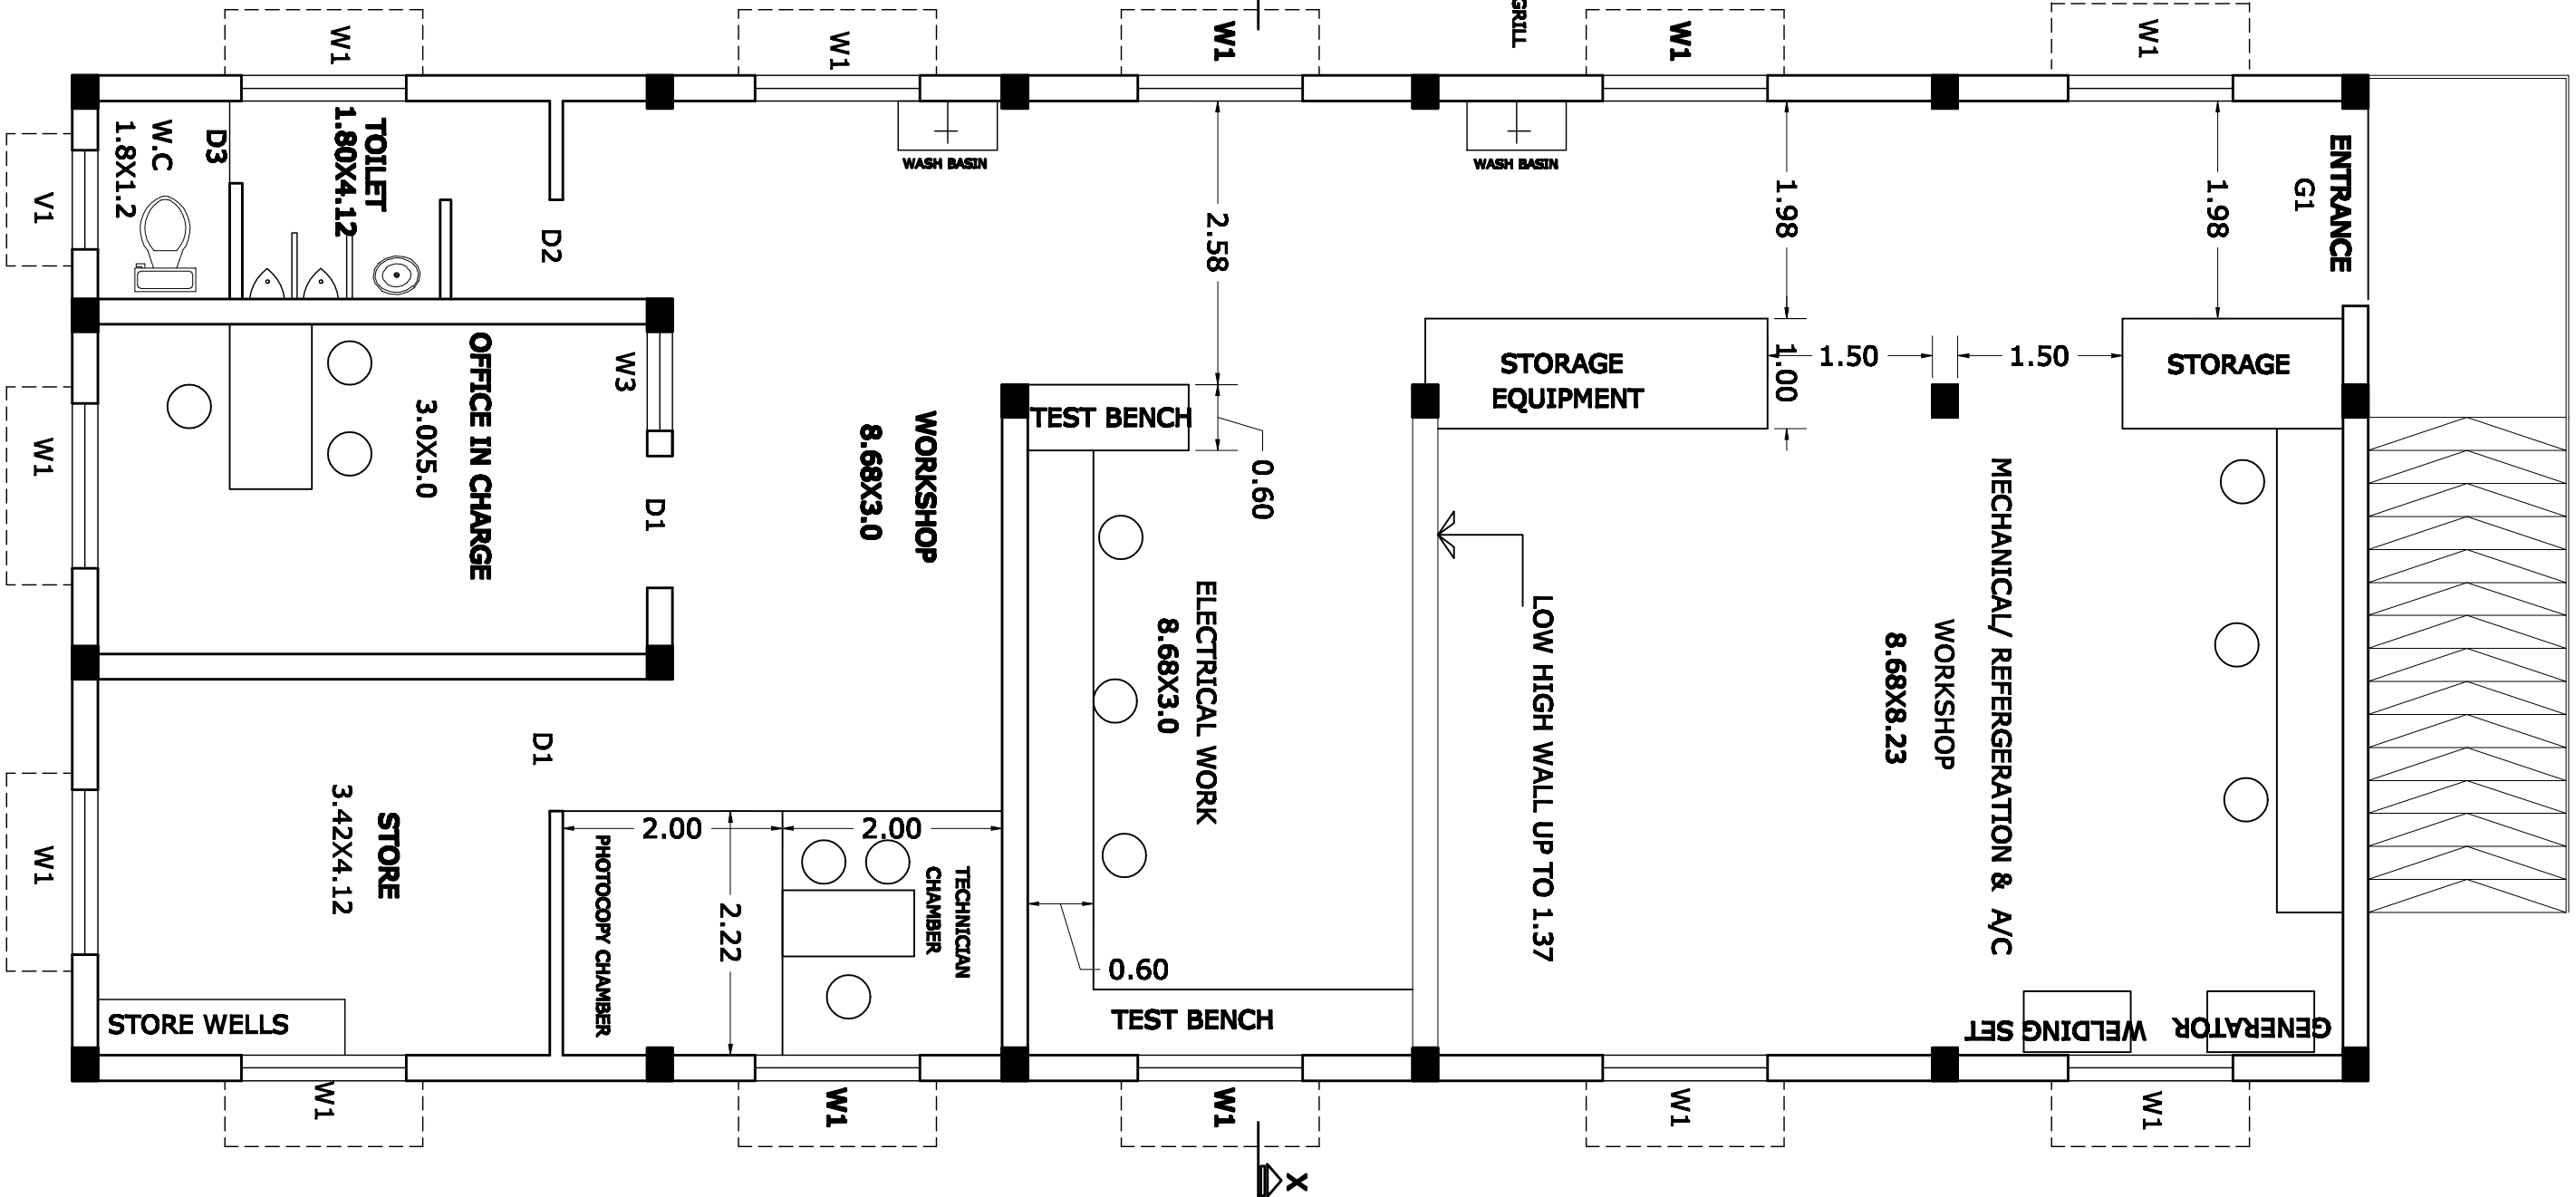 W1
W1
W1
GRILL
W1
W1
W.C
1.8X1.2
D3
TOILET
1.80X4.12
D2
WASH BASIN
WASH BASIN
2.58
1.98
1.98
ENTRANCE
G1
V1
OFFICE IN CHARGE
3.0X5.0
W3
D1
W1
WORKSHOP
8.68X3.0
TEST BENCH
0.60
STORAGE
EQUIPMENT
1.00
1.50
1.50
STORAGE
ELECTRICAL WORK
8.68X3.0
LOW HIGH WALL UP TO 1.37
MECHANICAL/ REFERGERATION & A/C
WORKSHOP
8.68X8.23
D1
STORE
3.42X4.12
W1
STORE WELLS
2.00
2.00
PHOTOCOPY CHAMBER
2.22
TECHNICIAN
CHAMBER
0.60
TEST BENCH
WELDING SET
GENERATOR
W1
W1
W1
W1
W1
X